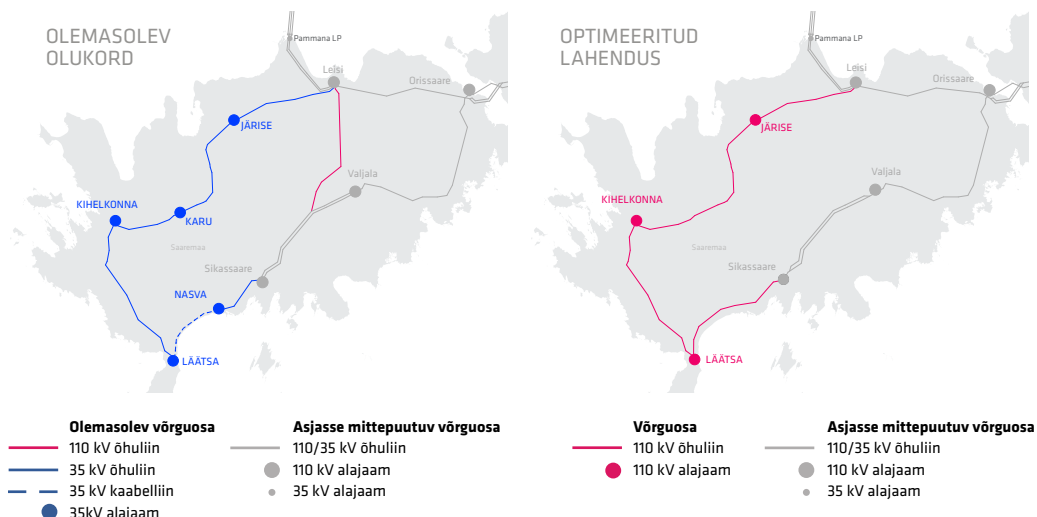 OLEMASOLEV
OLUKORD
Pammana LP
Leisi
Orissaare
JÄRISE
Valjala
KIHELKONNA
KARU
Saaremaa
Sikassaare
NASVA
LÄÄTSA
Olemasolev võrguosa
110 kV õhuliin
35 kV õhuliin
35 kV kaabelliin
35kV alajaam
Asjasse mittepuutuv võrguosa
110/35 kV õhuliin
110 kV alajaam
35 kV alajaam
OPTIMEERITUD
LAHENDUS
Pammana LP
Leisi
Orissaare
JÄRISE
Valjala
KIHELKONNA
Saaremaa
Sikassaare
LÄÄTSA
Võrguosa
110 kV õhuliin
110 kV alajaam
Asjasse mittepuutuv võrguosa
110/35 kV õhuliin
110 kV alajaam
35 kV alajaam